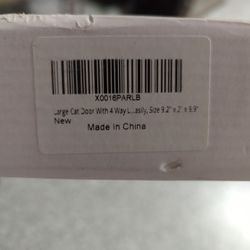 X0016PARLB
Large Cat Door With 4 Way L...asily, Size 9.2" x 2" x 9.9"
New
Made in China